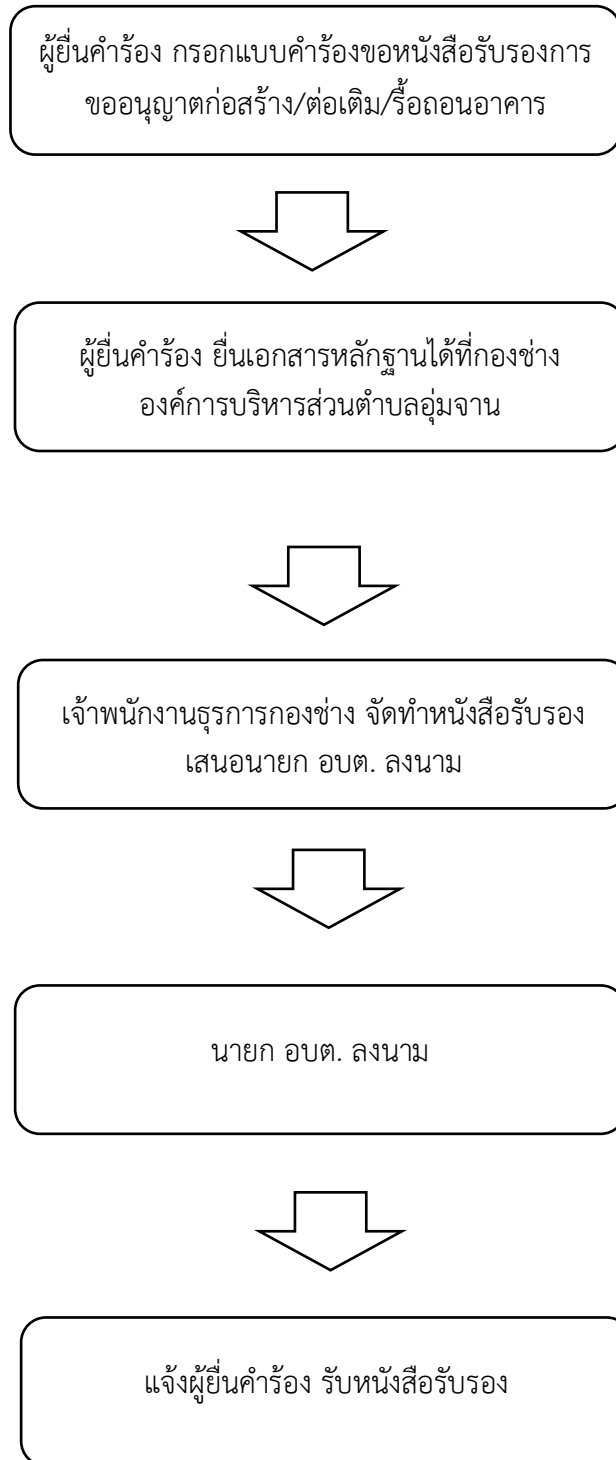 ผู้ยื่นคำร้อง กรอกแบบคำร้องขอหนังสือรับรองการ
ขออนุญาตก่อสร้าง/ต่อเติม/รื้อถอนอาคาร
ผู้ยื่นคำร้อง ยื่นเอกสารหลักฐานได้ที่กองช่าง
องค์การบริหารส่วนตำบลอุ่มจาน
เจ้าพนักงานธุรการกองช่าง จัดทำหนังสือรับรอง
เสนอนายก อบต. ลงนาม
นายก อบต. ลงนาม
แจ้งผู้ยื่นคำร้อง รับหนังสือรับรอง